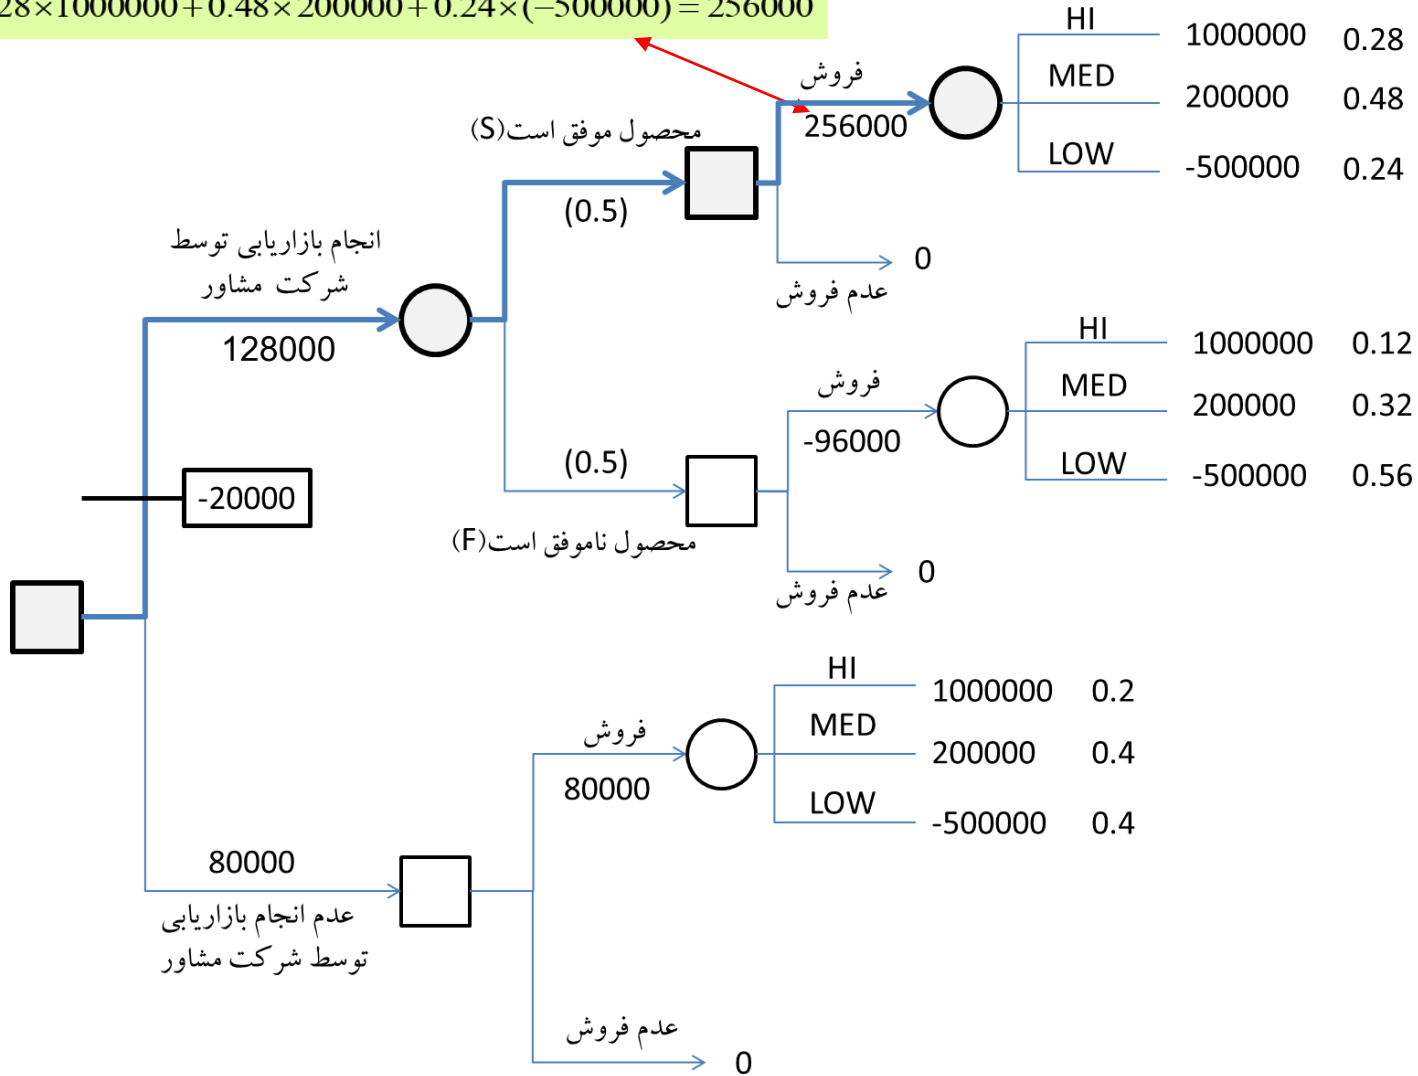 28×1000000+0.48×200000+0.24×(−500000)=256000
HI
1000000 0.28
فروش
MED
200000 0.48
256000
محصول موفق است(S)
LOW
-500000 0.24
(0.5)
انجام بازاریابی توسط
شرکت مشاور
0
عدم فروش
128000
HI
1000000 0.12
فروش
MED
200000 0.32
-96000
(0.5)
LOW
-500000 0.56
-20000
محصول ناموفق است(F)
0
عدم فروش
HI
1000000 0.2
فروش
MED
200000 0.4
80000
LOW
-500000 0.4
80000
عدم انجام بازاریابی
توسط شرکت مشاور
عدم فروش
0